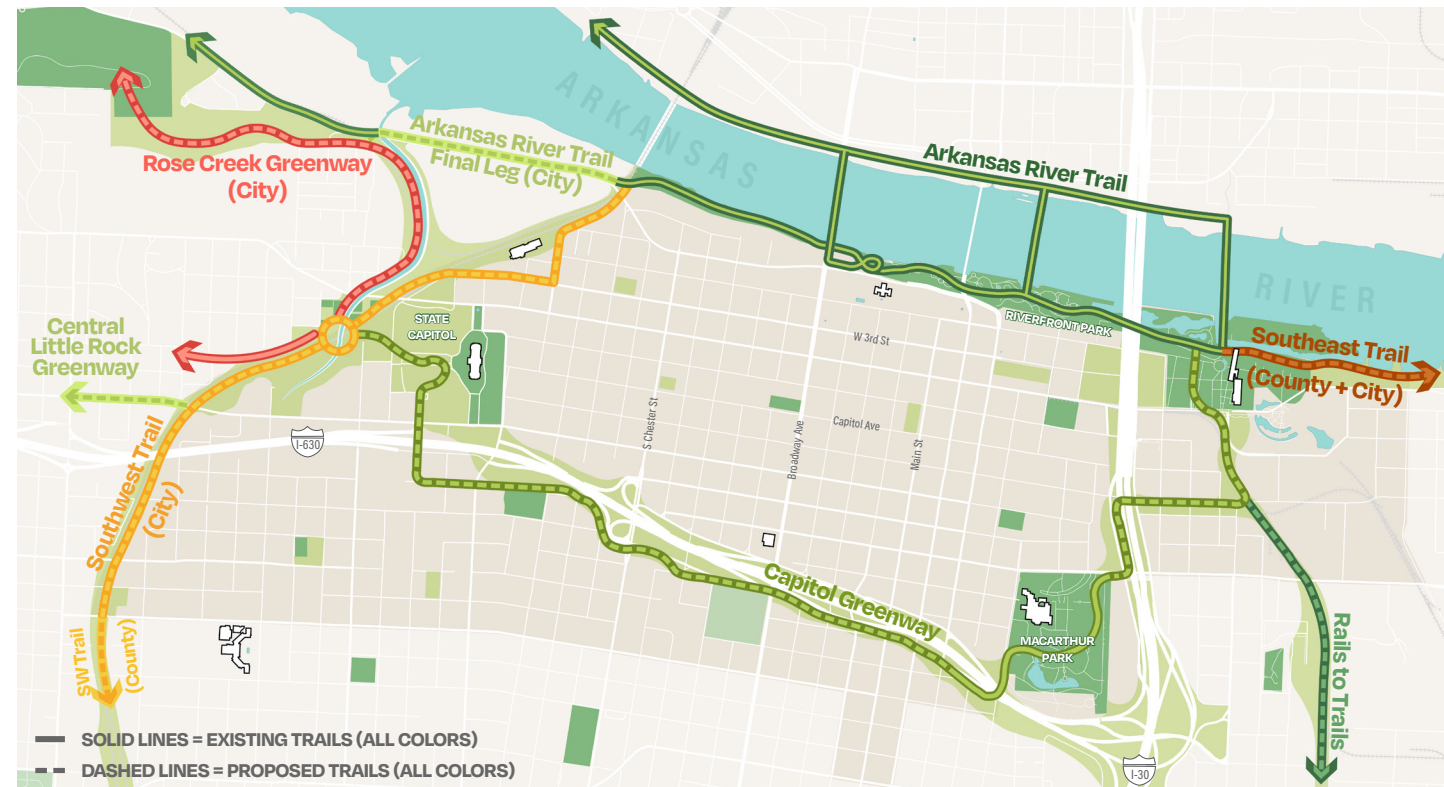 ARKANSAS
RIVER
Arkansas River Trail
Final Leg (City)
Arkansas River Trail
Rose Creek Greenway
(City)
Central
Little Rock
Greenway
STATE
CAPITOL
RIVERFRONT PARK
W 3rd St
Southeast Trail
(County + City)
S Chester St
Broadway Ave
Capitol Ave
Main St
I-630
Southwest Trail
(City)
Capitol Greenway
MACARTHUR
PARK
SW Trail
(County)
Rails to Trails
I-30
SOLID LINES = EXISTING TRAILS (ALL COLORS)
DASHED LINES = PROPOSED TRAILS (ALL COLORS)